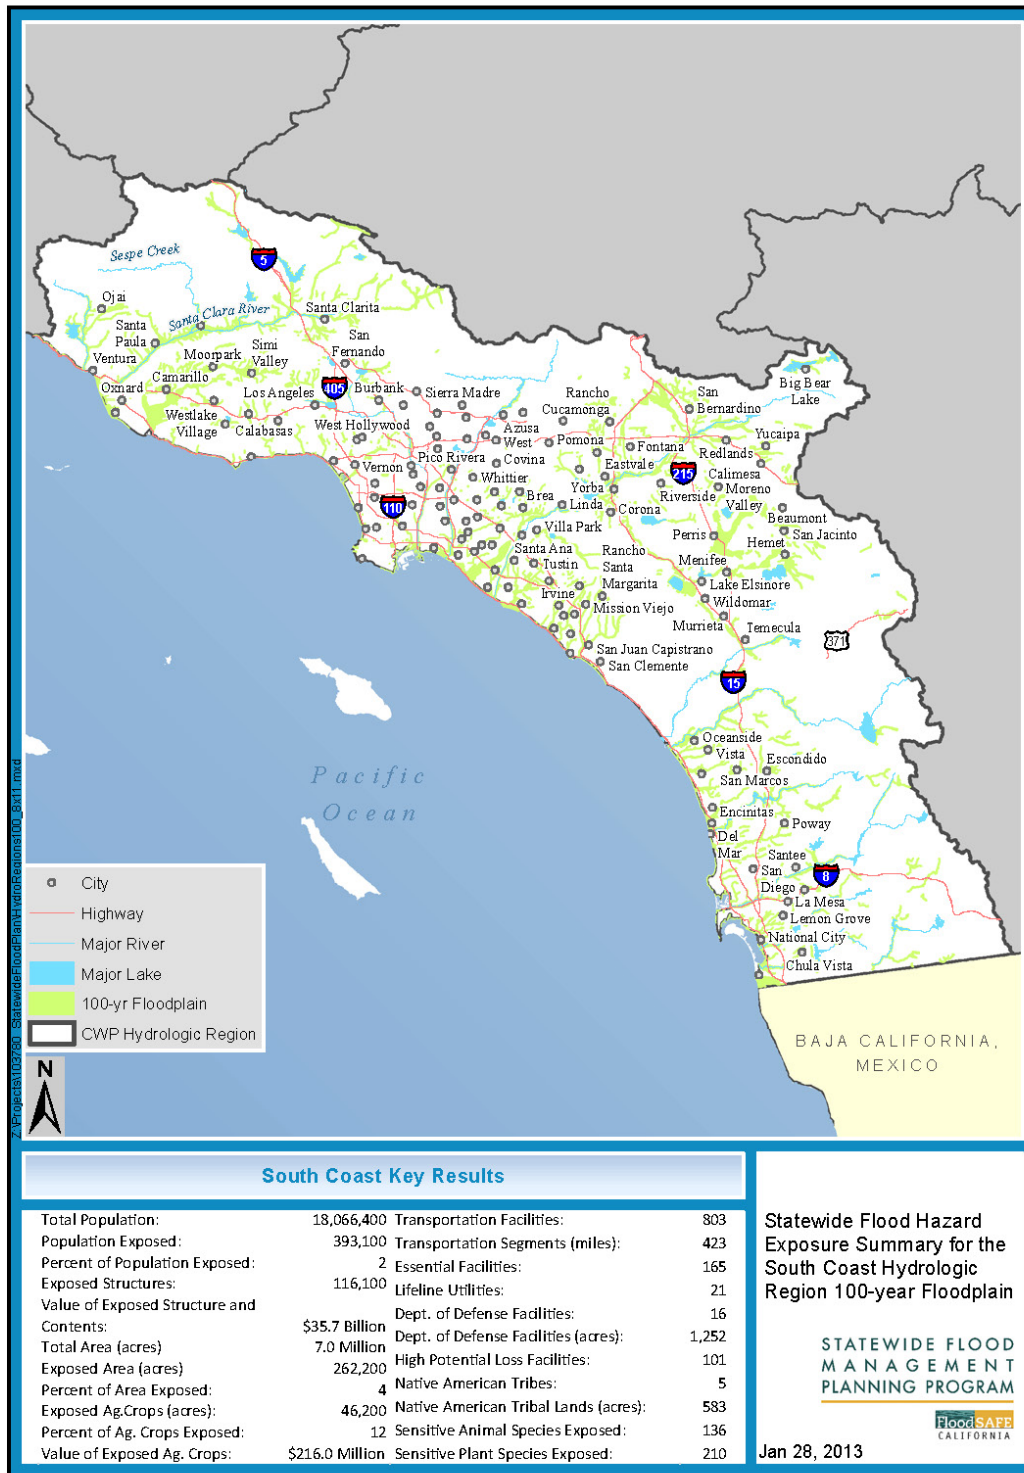 Sespe Creek
5
Ojai
Santa Clara River
Santa Clarita
Santa
Paula
San
Fernando
Ventura
Moorpark
Simi
Valley
Oxnard
Camarillo
Los Angeles
405
Burbank
Sierra Madre
Rancho
Cucamonga
San
Bernardino
Big Bear
Lake
Westlake
Village
Calabasas
West Hollywood
Azusa
West
Covina
Pomona
Fontana
Redlands
Yucaipa
Vernon
Pico Rivera
Whittier
Eastvale
215
Calimesa
110
Brea
Yorba
Linda
Riverside
Moreno
Valley
Corona
Beaumont
Villa Park
Perris
San Jacinto
Hemet
Santa Ana
Tustin
Rancho
Santa
Margarita
Menifee
Irvine
Lake Elsinore
Mission Viejo
Wildomar
Murrieta
Temecula
371
San Juan Capistrano
San Clemente
15
Oceanside
Vista
Escondido
San Marcos
Pacific
Ocean
Encinitas
Poway
Del
Mar
Santee
San
Diego
8
La Mesa
Lemon Grove
National City
Chula Vista
BAJA CALIFORNIA,
MEXICO
City
Highway
Major River
Major Lake
100-yr Floodplain
CWP Hydrologic Region
N
Z:\Projects\103780_StatewideFloodPlan\HydroRegions100_8x11.mxd
South Coast Key Results
Total Population: 18,066,400
Population Exposed: 393,100
Percent of Population Exposed: 2
Exposed Structures: 116,100
Value of Exposed Structure and
Contents: $35.7 Billion
Total Area (acres) 7.0 Million
Exposed Area (acres) 262,200
Percent of Area Exposed: 4
Exposed Ag.Crops (acres): 46,200
Percent of Ag. Crops Exposed: 12
Value of Exposed Ag. Crops: $216.0 Million
Transportation Facilities: 803
Transportation Segments (miles): 423
Essential Facilities: 165
Lifeline Utilities: 21
Dept. of Defense Facilities: 16
Dept. of Defense Facilities (acres): 1,252
High Potential Loss Facilities: 101
Native American Tribes: 5
Native American Tribal Lands (acres): 583
Sensitive Animal Species Exposed: 136
Sensitive Plant Species Exposed: 210
Statewide Flood Hazard
Exposure Summary for the
South Coast Hydrologic
Region 100-year Floodplain
STATEWIDE FLOOD
MANAGEMENT
PLANNING PROGRAM
FloodSAFE
CALIFORNIA
Jan 28, 2013